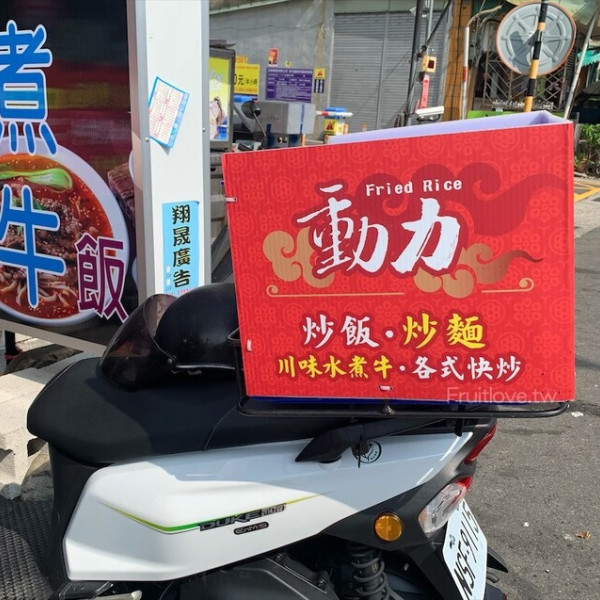 煮
牛
飯
翔晟廣告
Fried Rice
動力
炒飯·炒麵
川味水煮牛·各式快炒
Fruitlove.tw
DUKE